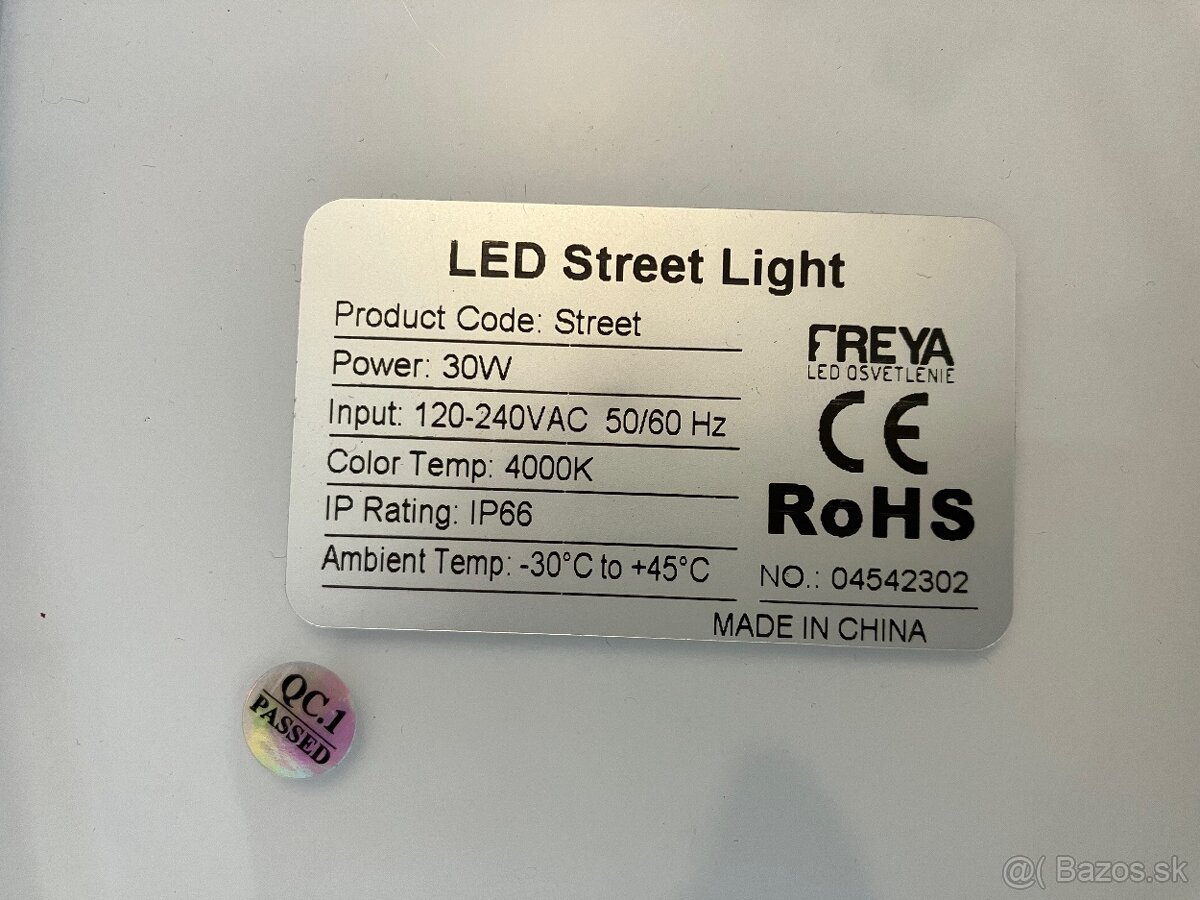 LED Street Light
Product Code: Street
Power: 30W
Input: 120-240VAC 50/60 Hz
Color Temp: 4000K
IP Rating: IP66
Ambient Temp: -30°C to +45°C
FREYA
LED OSVETLENIE
CE
RoHS
NO.: 04542302
MADE IN CHINA
QC.1
PASSED
@( Bazos.sk